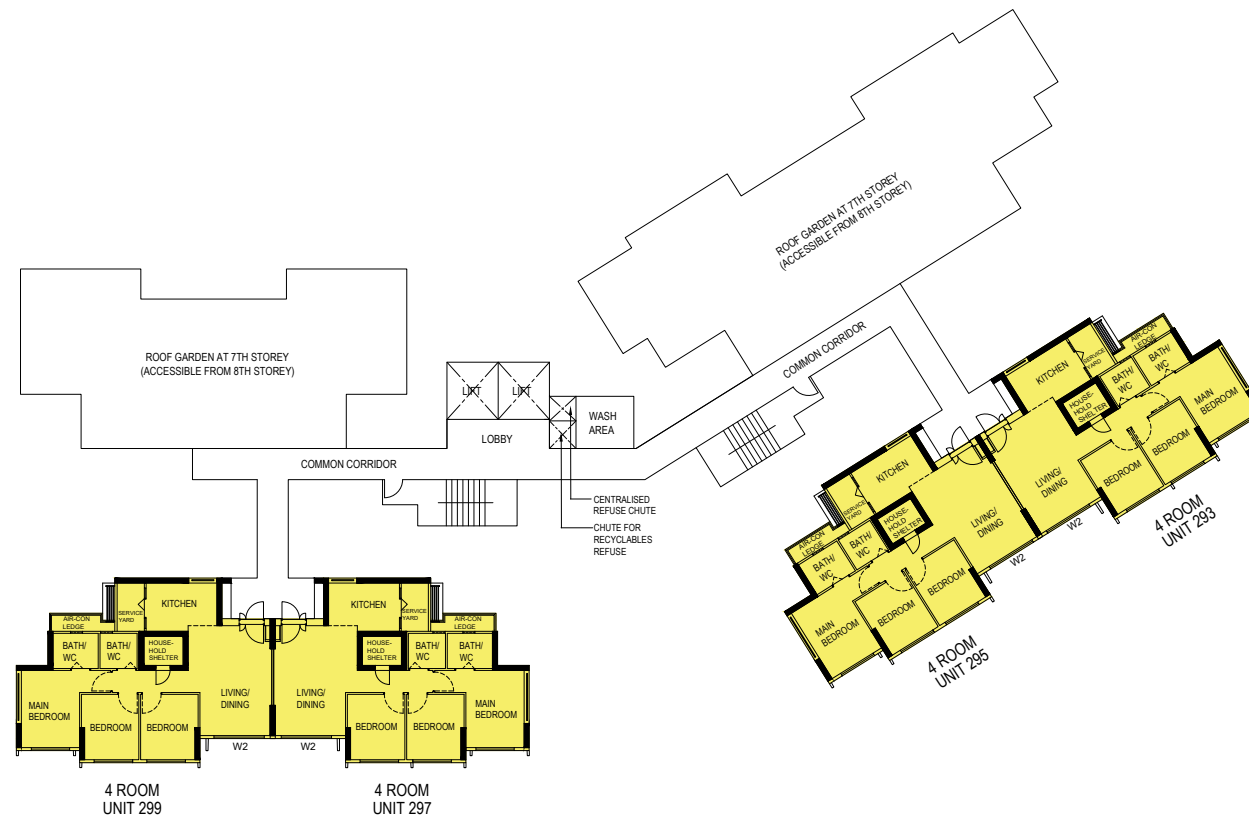 ROOF GARDEN AT 7TH STOREY
(ACCESSIBLE FROM 8TH STOREY)
ROOF GARDEN AT 7TH STOREY
(ACCESSIBLE FROM 8TH STOREY)
LIFT
LIFT
WASH
AREA
LOBBY
COMMON CORRIDOR
COMMON CORRIDOR
CENTRALISED
REFUSE CHUTE
CHUTE FOR
RECYCLABLES
REFUSE
AIR-CON
LEDGE
SERVICE
YARD
KITCHEN
BATH/
WC
BATH/
WC
HOUSE-
HOLD
SHELTER
MAIN
BEDROOM
BEDROOM
BEDROOM
LIVING/
DINING
W2
4 ROOM
UNIT 299
KITCHEN
SERVICE
YARD
AIR-CON
LEDGE
HOUSE-
HOLD
SHELTER
BATH/
WC
BATH/
WC
LIVING/
DINING
BEDROOM
BEDROOM
MAIN
BEDROOM
W2
4 ROOM
UNIT 297
AIR-CON
LEDGE
SERVICE
YARD
KITCHEN
BATH/
WC
BATH/
WC
HOUSE-
HOLD
SHELTER
MAIN
BEDROOM
BEDROOM
BEDROOM
LIVING/
DINING
W2
4 ROOM
UNIT 295
KITCHEN
SERVICE
YARD
AIR-CON
LEDGE
HOUSE-
HOLD
SHELTER
BATH/
WC
BATH/
WC
LIVING/
DINING
BEDROOM
BEDROOM
MAIN
BEDROOM
W2
4 ROOM
UNIT 293